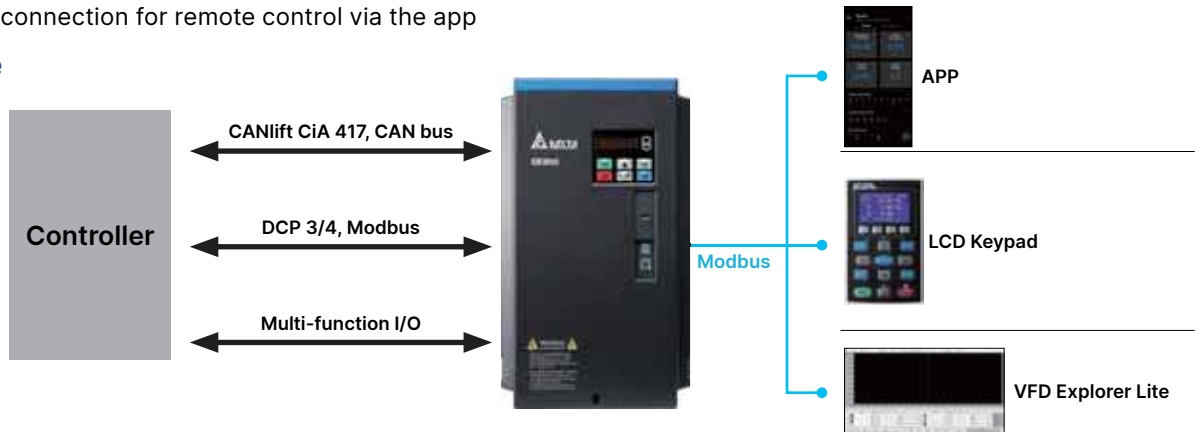 connection for remote control via the app
e
CANlift CiA 417, CAN bus
Controller
DCP 3/4, Modbus
Multi-function I/O
DELTA
Modbus
APP
LCD Keypad
VFD Explorer Lite